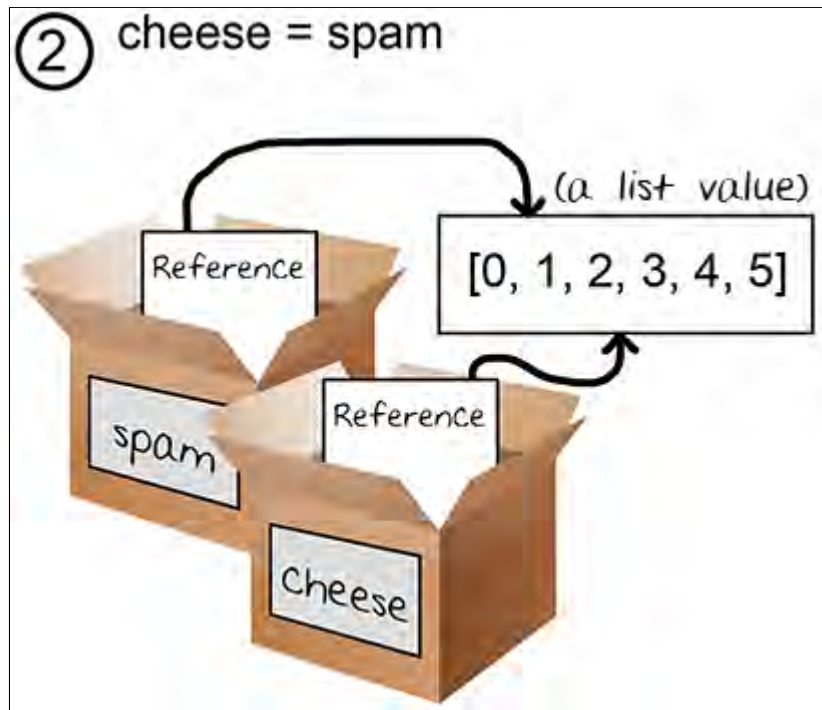 2 cheese = spam
(a list value)
Reference
[0, 1, 2, 3, 4, 5]
Reference
spam
cheese